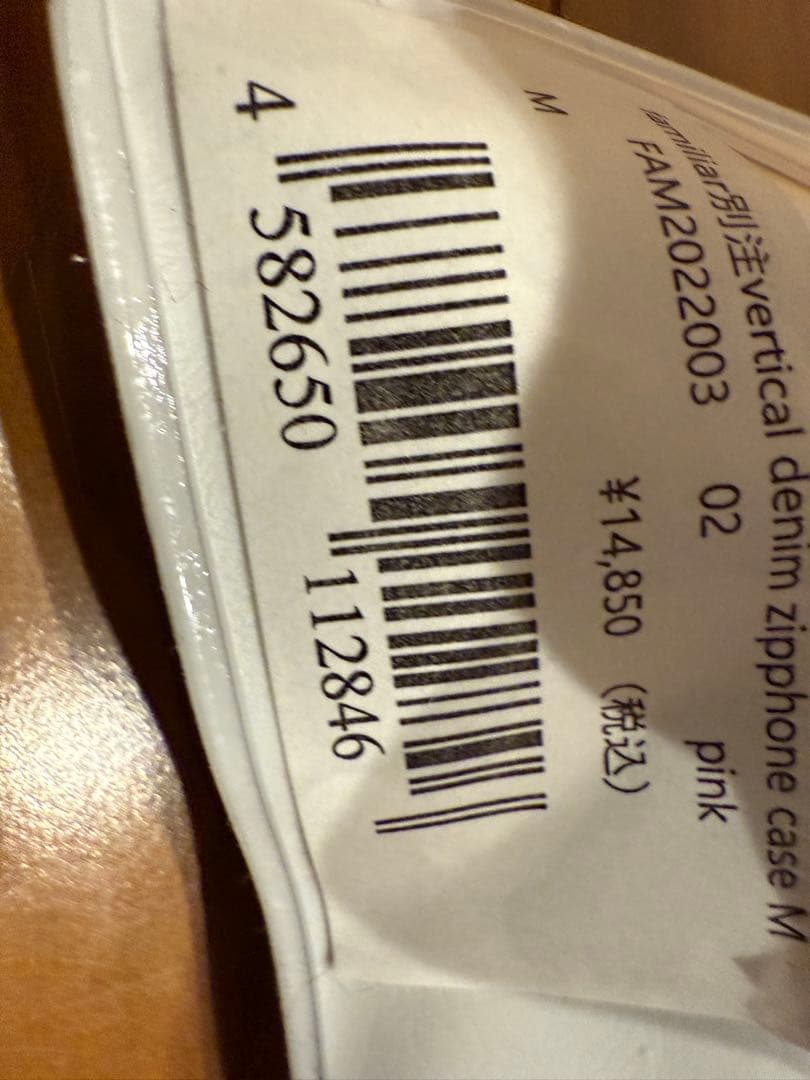 familiar別注vertical denim zipphone case M
FAM2022003 02 pink
¥14,850 (税込)
M
4 582650 112846